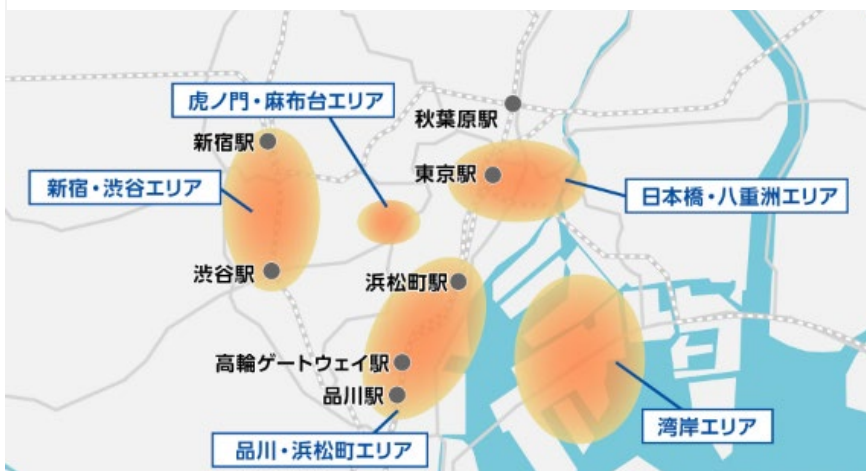 虎ノ門・麻布台エリア
秋葉原駅
新宿駅
東京駅
新宿・渋谷エリア
日本橋・八重洲エリア
渋谷駅
浜松町駅
高輪ゲートウェイ駅
品川駅
湾岸エリア
品川・浜松町エリア